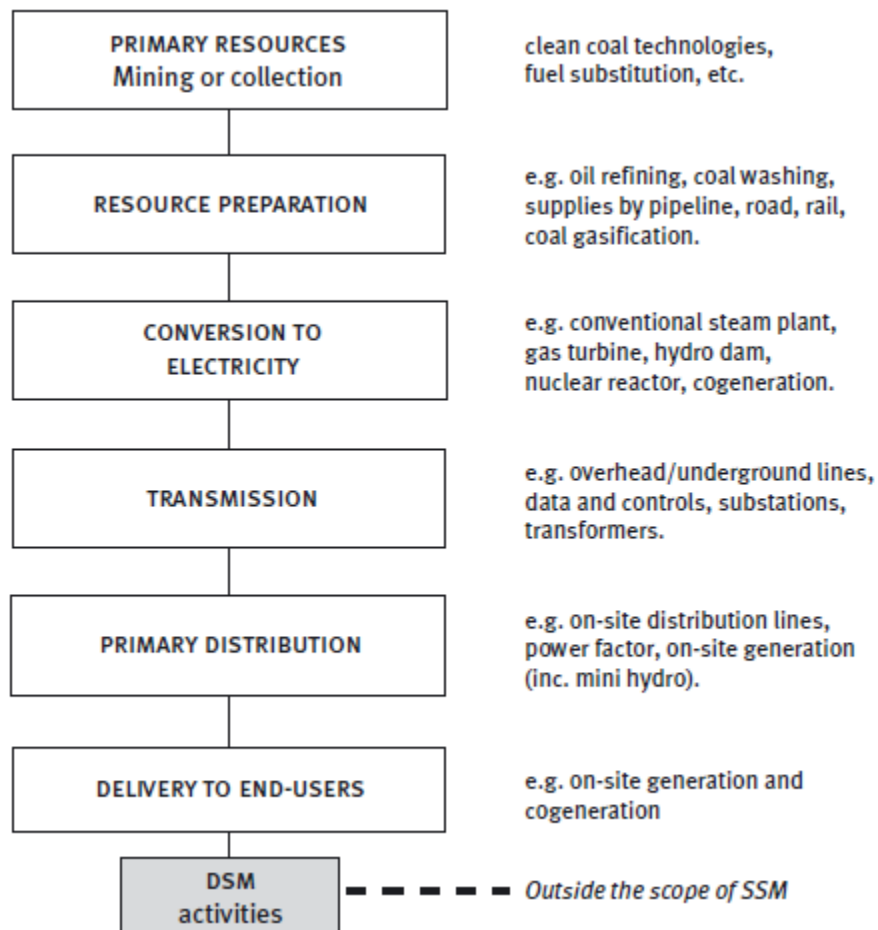 PRIMARY RESOURCES
Mining or collection
clean coal technologies,
fuel substitution, etc.
RESOURCE PREPARATION
e.g. oil refining, coal washing,
supplies by pipeline, road, rail,
coal gasification.
CONVERSION TO
ELECTRICITY
e.g. conventional steam plant,
gas turbine, hydro dam,
nuclear reactor, cogeneration.
TRANSMISSION
e.g. overhead/underground lines,
data and controls, substations,
transformers.
PRIMARY DISTRIBUTION
e.g. on-site distribution lines,
power factor, on-site generation
(inc. mini hydro).
DELIVERY TO END-USERS
e.g. on-site generation and
cogeneration
DSM
activities
Outside the scope of SSM